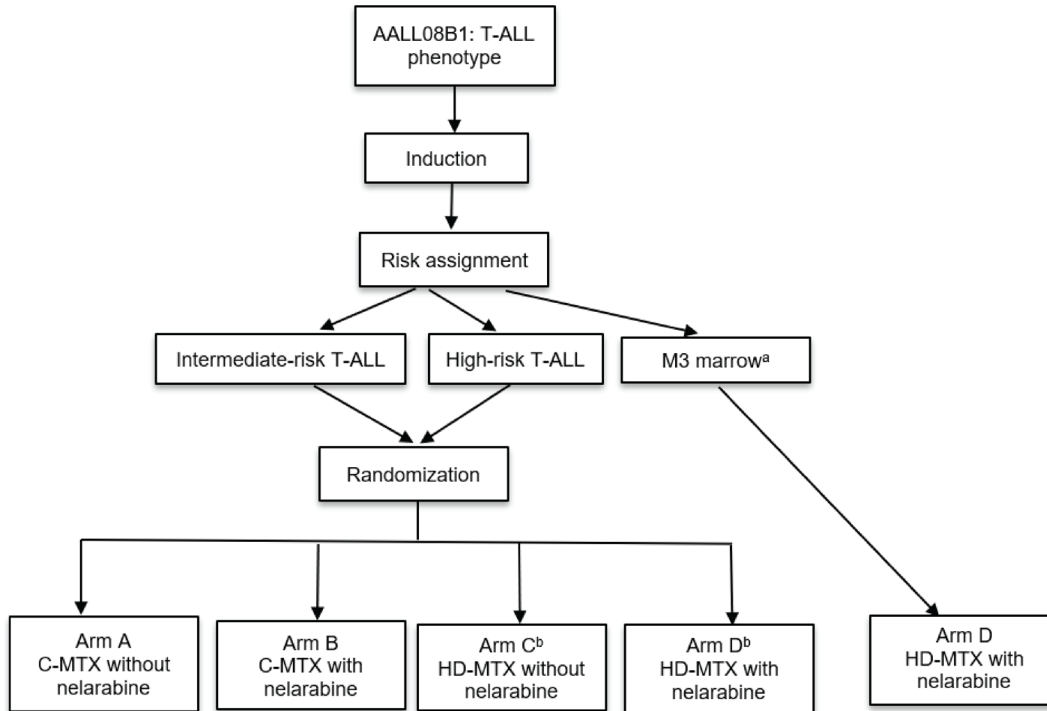 AALL08B1: T-ALL
phenotype
Induction
Risk assignment
Intermediate-risk T-ALL
High-risk T-ALL
M3 marrowᵃ
Randomization
Arm A
C-MTX without
nelarabine
Arm B
C-MTX with
nelarabine
Arm Cᵇ
HD-MTX without
nelarabine
Arm Dᵇ
HD-MTX with
nelarabine
Arm D
HD-MTX with
nelarabine